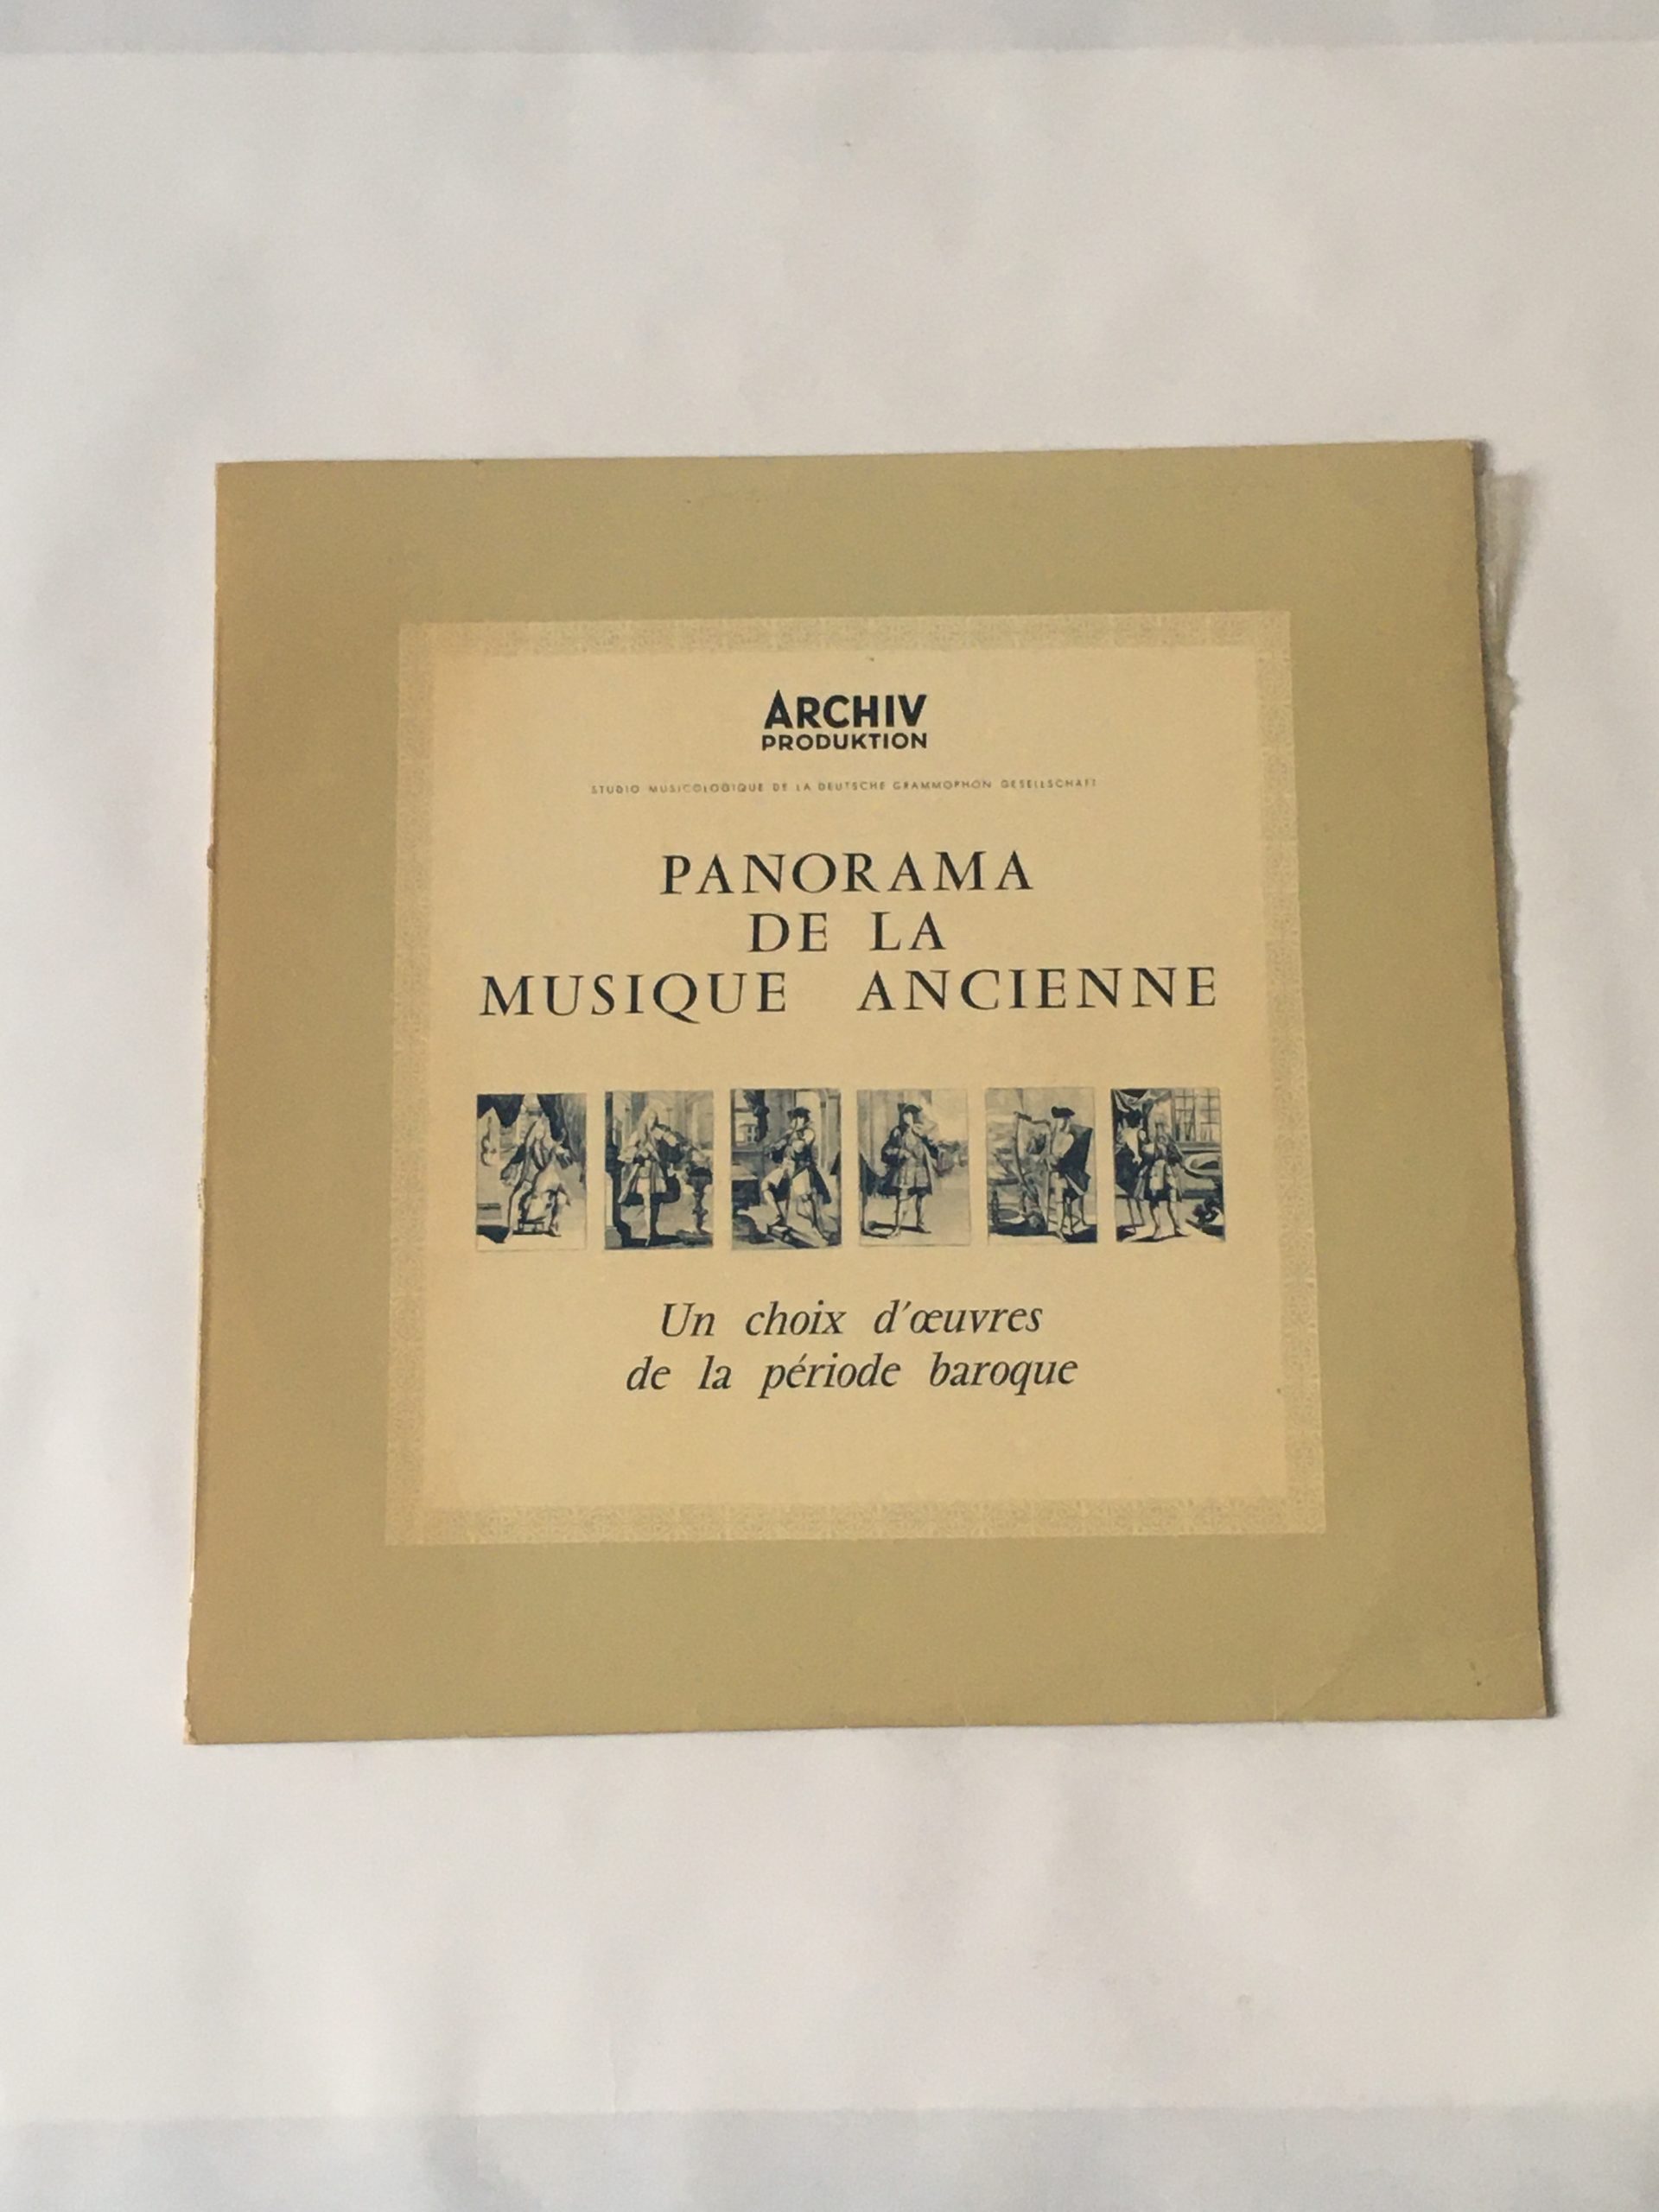 ARCHIV
PRODUKTION
STUDIO MUSICOLOGIQUE DE LA DEUTSCHE GRAMMOPHON GESELLSCHAFT
PANORAMA
DE LA
MUSIQUE ANCIENNE
Un choix d'œuvres
de la période baroque